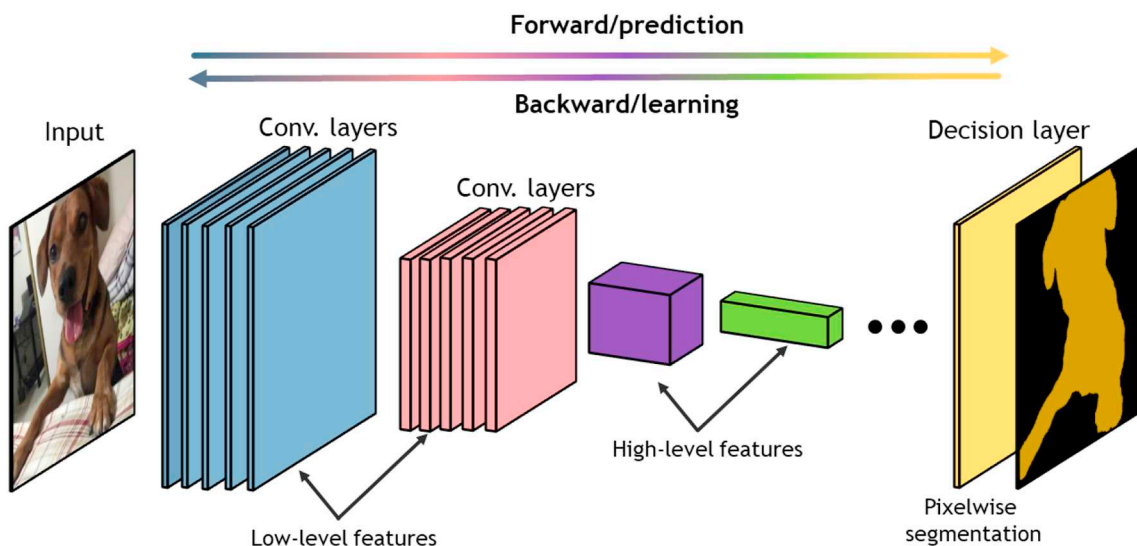 Forward/prediction
Backward/learning
Input
Conv. layers
Conv. layers
Decision layer
Low-level features
High-level features
Pixelwise
segmentation